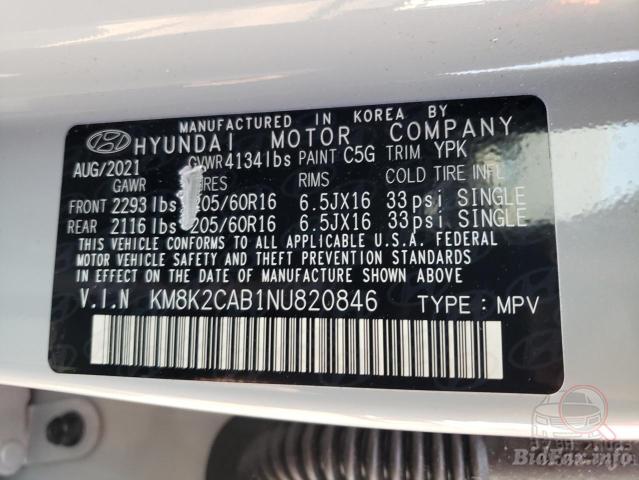 MANUFACTURED IN KOREA BY
HYUNDAI MOTOR COMPANY
AUG/2021 GVWR 4134 lbs PAINT C5G TRIM YPK
GAWR RIMS COLD TIRE INFL
FRONT 2293 lbs 205/60R16 6.5JX16 33psi SINGLE
REAR 2116 lbs 205/60R16 6.5JX16 33psi SINGLE
THIS VEHICLE CONFORMS TO ALL APPLICABLE U.S.A. FEDERAL
MOTOR VEHICLE SAFETY AND THEFT PREVENTION STANDARDS
IN EFFECT ON THE DATE OF MANUFACTURE SHOWN ABOVE
V.I.N KM8K2CAB1NU820846 TYPE : MPV
BidFax.info